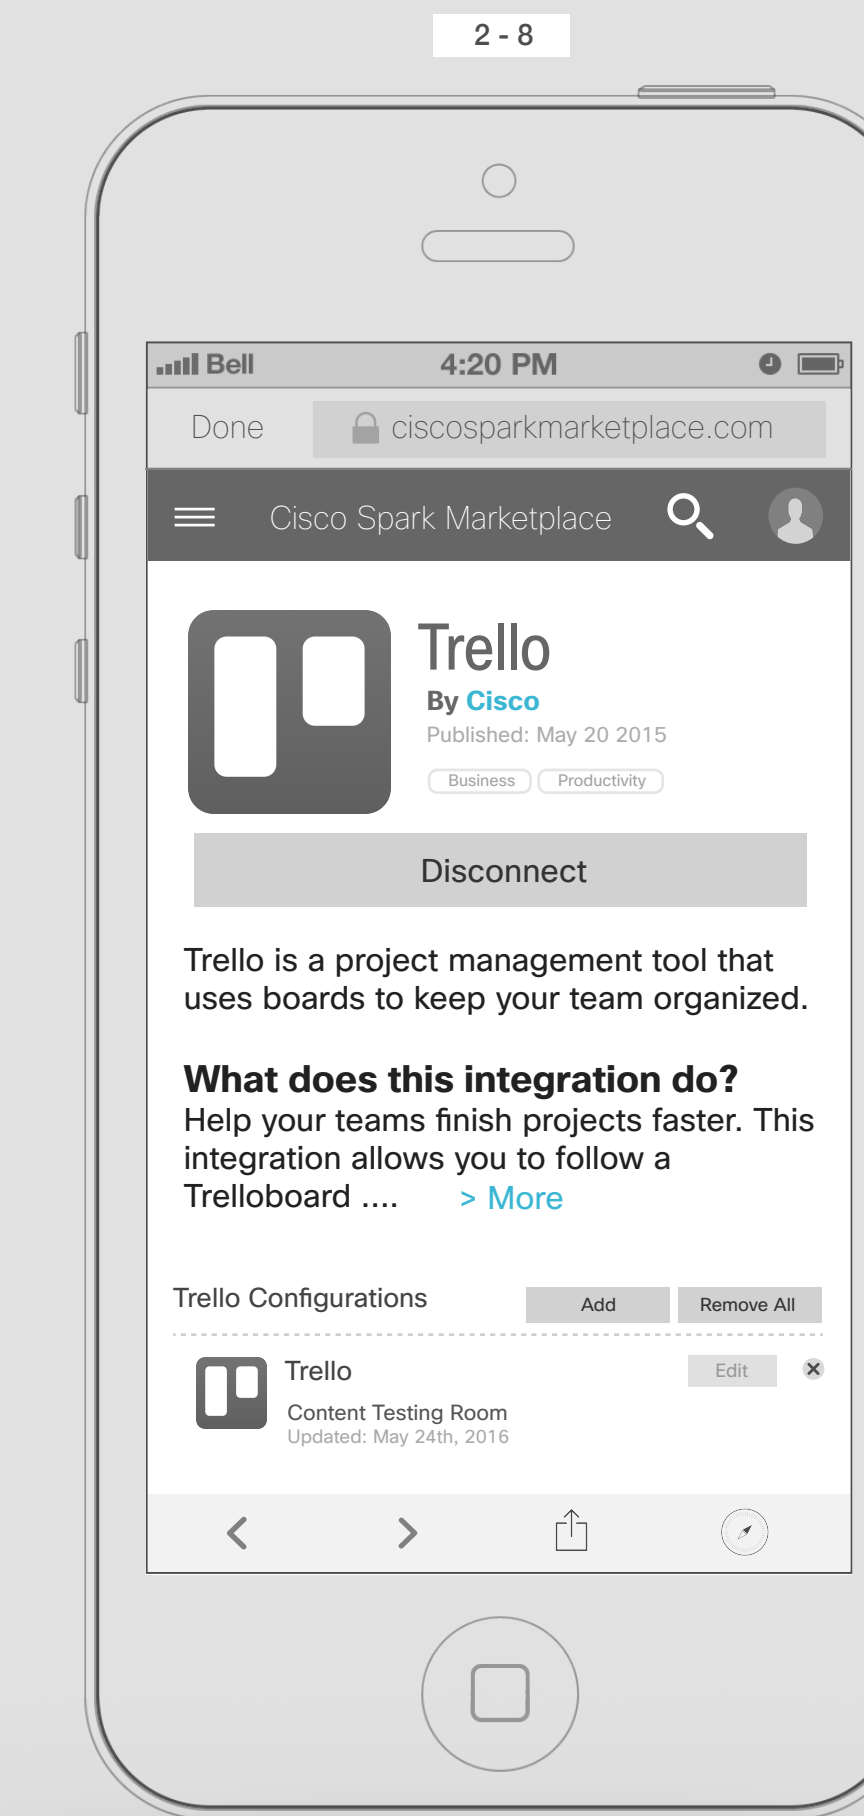 2 - 8
Bell 4:20 PM
Done ciscosparkmarketplace.com
Cisco Spark Marketplace
Trello
By Cisco
Published: May 20 2015
Business Productivity
Disconnect
Trello is a project management tool that
uses boards to keep your team organized.
What does this integration do?
Help your teams finish projects faster. This
integration allows you to follow a
Trelloboard .... > More
Trello Configurations Add Remove All
Trello Edit
Content Testing Room
Updated: May 24th, 2016